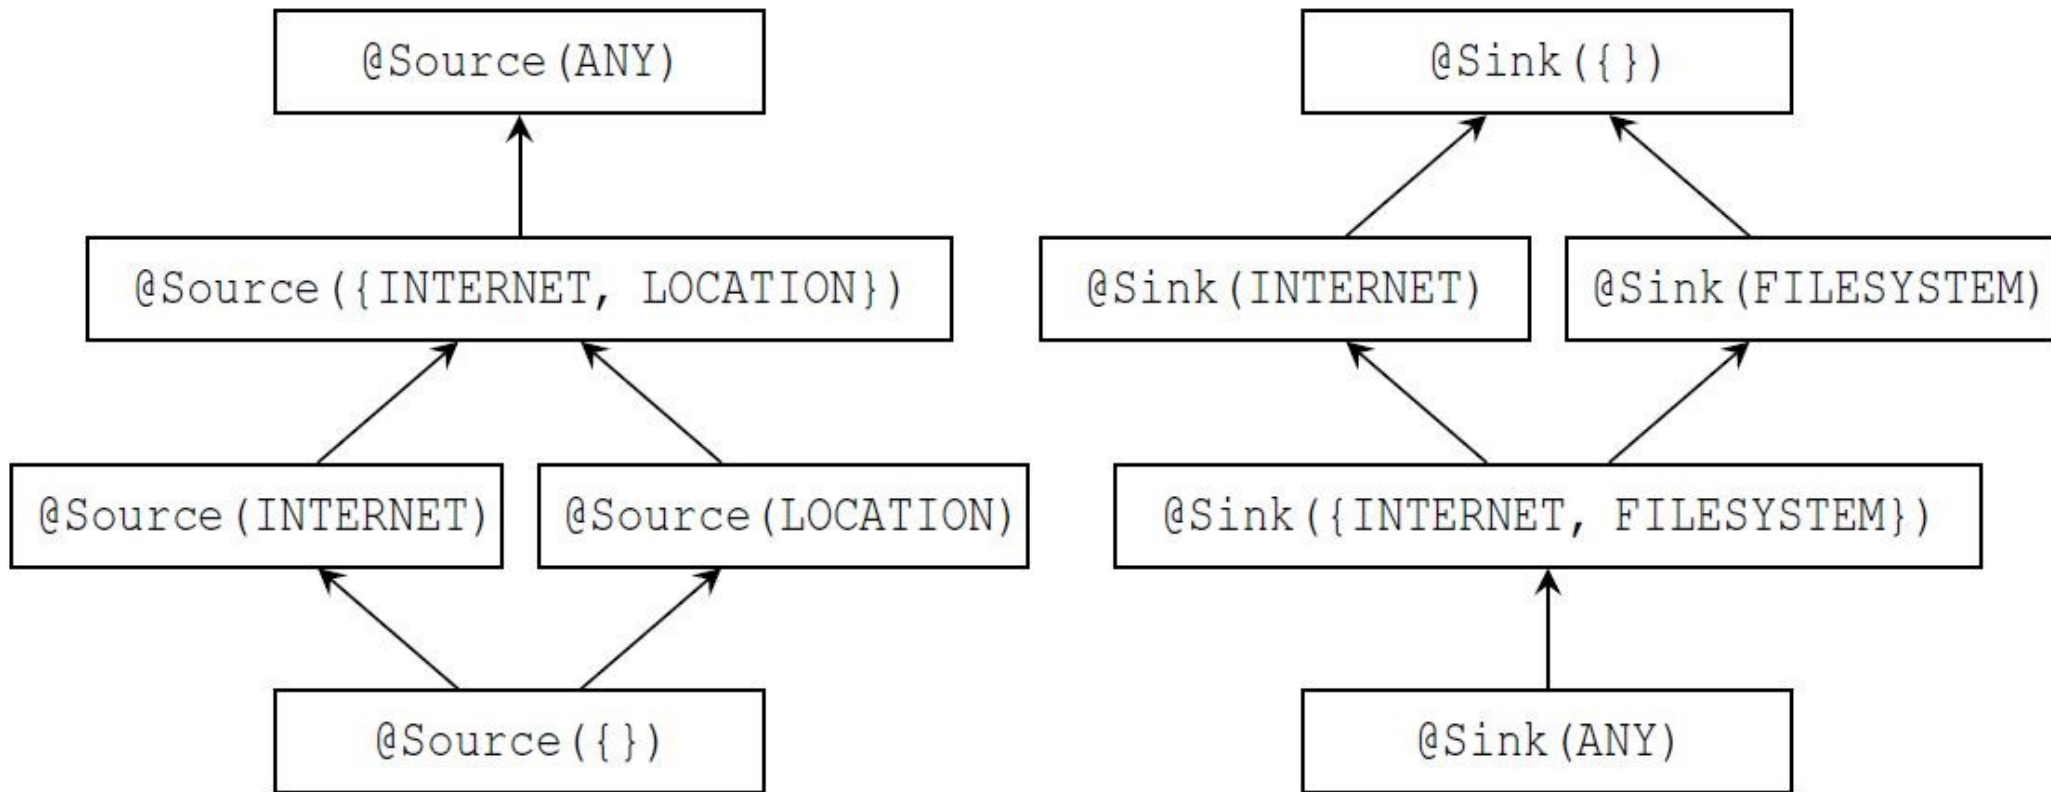 @Source(ANY)
@Source({INTERNET, LOCATION})
@Source(INTERNET)
@Source(LOCATION)
@Source({})
@Sink({})
@Sink(INTERNET)
@Sink(FILESYSTEM)
@Sink({INTERNET, FILESYSTEM})
@Sink(ANY)